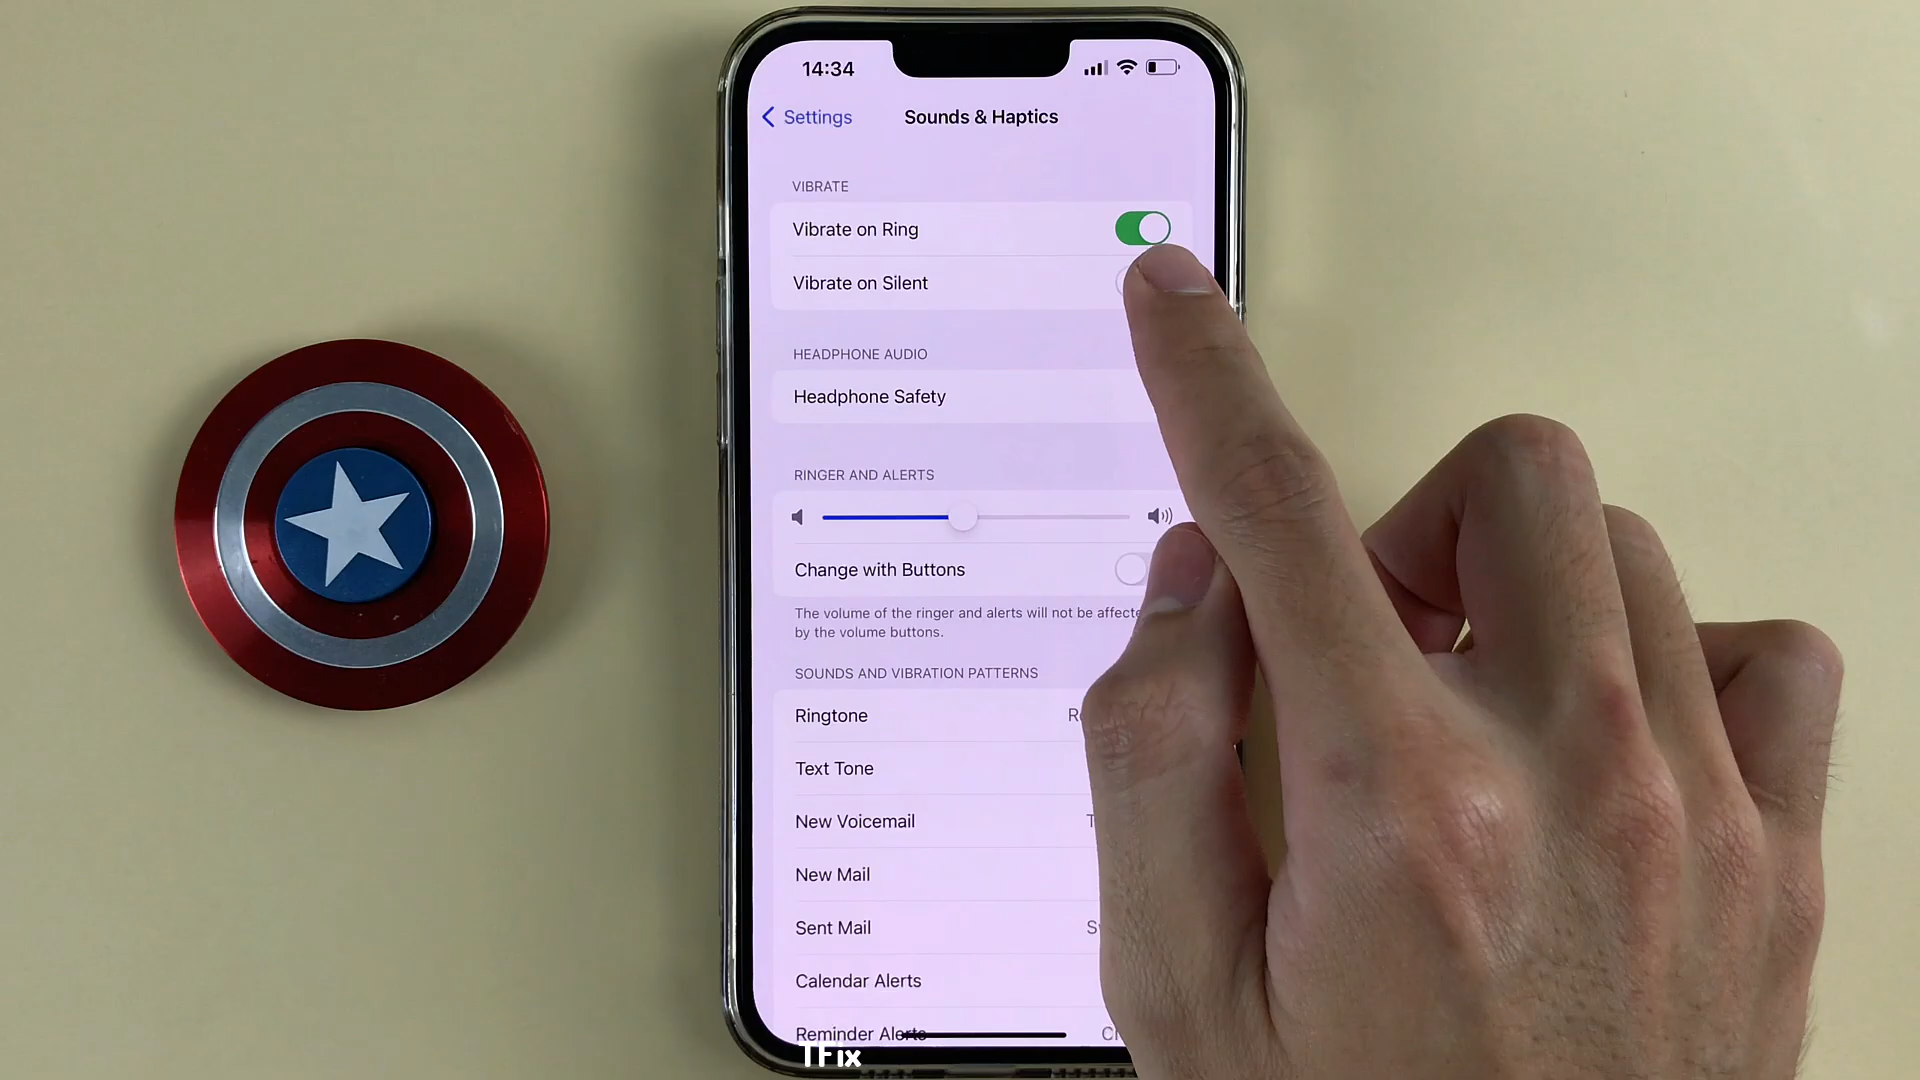 14:34
Settings
Sounds & Haptics
VIBRATE
Vibrate on Ring
Vibrate on Silent
HEADPHONE AUDIO
Headphone Safety
RINGER AND ALERTS
Change with Buttons
The volume of the ringer and alerts will not be
by the volume buttons.
SOUNDS AND VIBRATION PATTERNS
Ringtone
Text Tone
New Voicemail
New Mail
Sent Mail
Calendar Alerts
Reminder Alerts
TFix